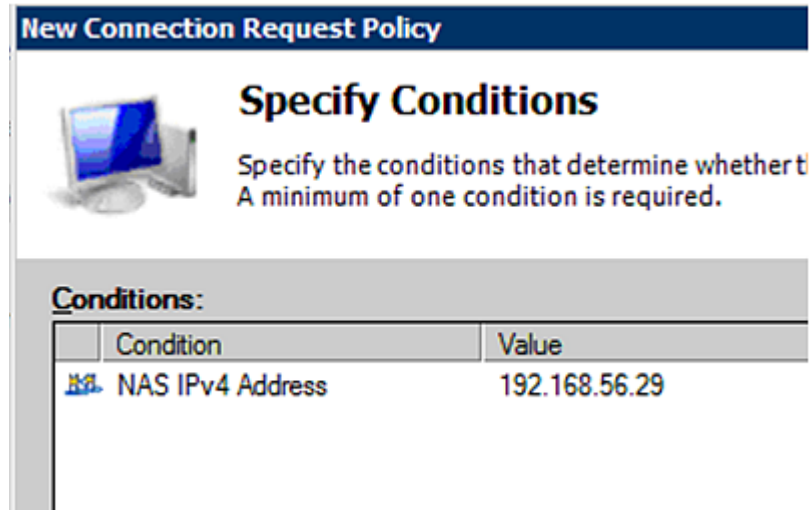 New Connection Request Policy
Specify Conditions
Specify the conditions that determine whether t
A minimum of one condition is required.
Conditions:
Condition Value
NAS IPv4 Address 192.168.56.29